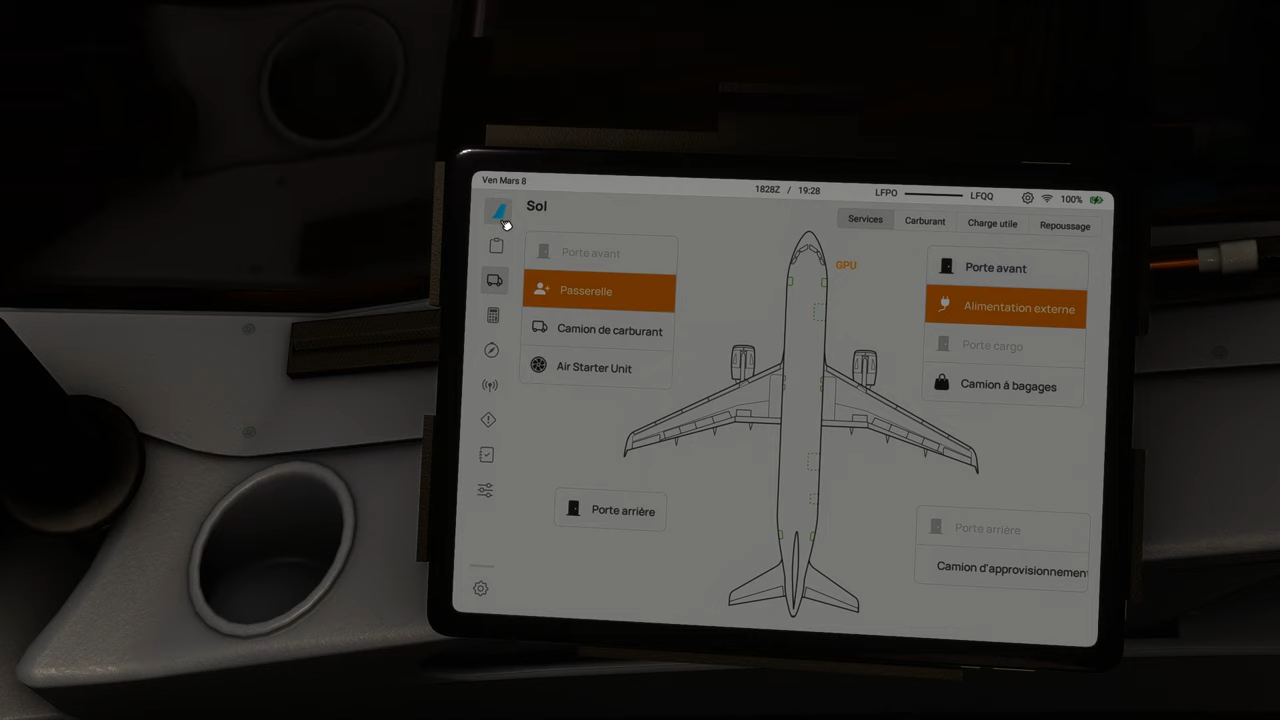 Ven Mars 8
1828Z / 19:28
LFPO LFQQ
100%
Sol
Services
Carburant
Charge utile
Repoussage
Porte avant
Passerelle
Camion de carburant
Air Starter Unit
GPU
Porte avant
Alimentation externe
Porte cargo
Camion à bagages
Porte arrière
Porte arrière
Camion d'approvisionnement